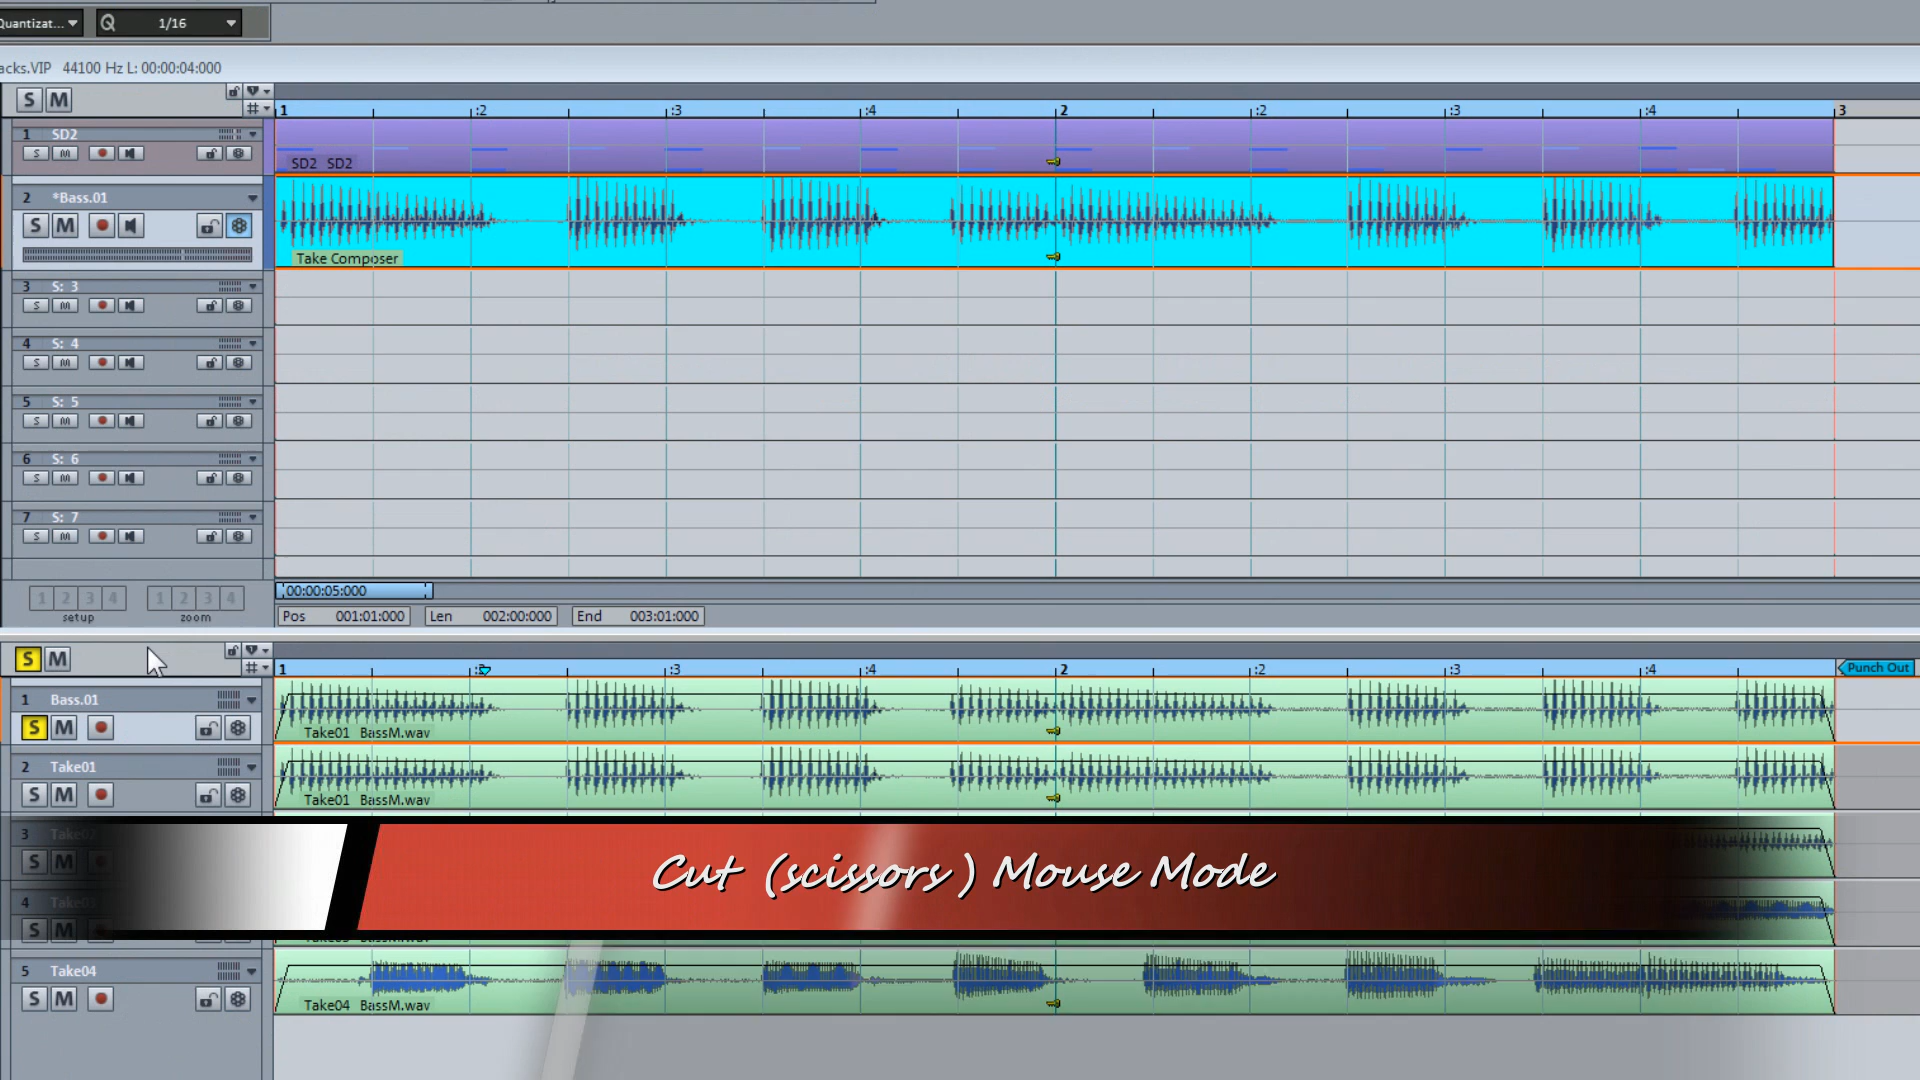 Quantizat... Q 1/16
acks.VIP 44100 Hz L: 00:00:04:000
S M
1 :2 :3 :4 2 :2 :3 :4 3
1 SD2
S M
SD2 SD2
2 *Bass.01
S M
Take Composer
3 S: 3
S M
4 S: 4
S M
5 S: 5
S M
6 S: 6
S M
7 S: 7
S M
1 2 3 4 1 2 3 4
setup zoom
00:00:05:000
Pos 001:01:000 Len 002:00:000 End 003:01:000
S M
1 :3 :4 2 :2 :3 :4 Punch Out
1 Bass.01
S M
Take01 BassM.wav
2 Take01
S M
Take01 BassM.wav
3
S M
Cut (scissors) Mouse Mode
4
S M
5 Take04
S M
Take04 BassM.wav